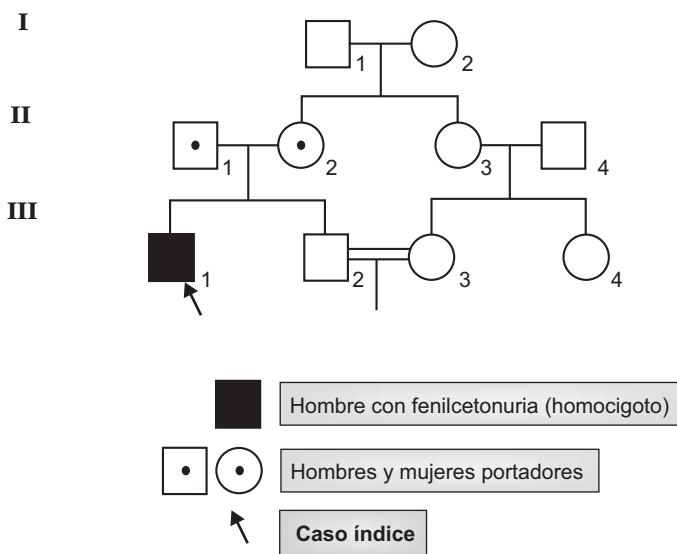 I
1
2
II
1
2
3
4
III
1
2
3
4
Hombre con fenilcetonuria (homocigoto)
Hombres y mujeres portadores
Caso índice